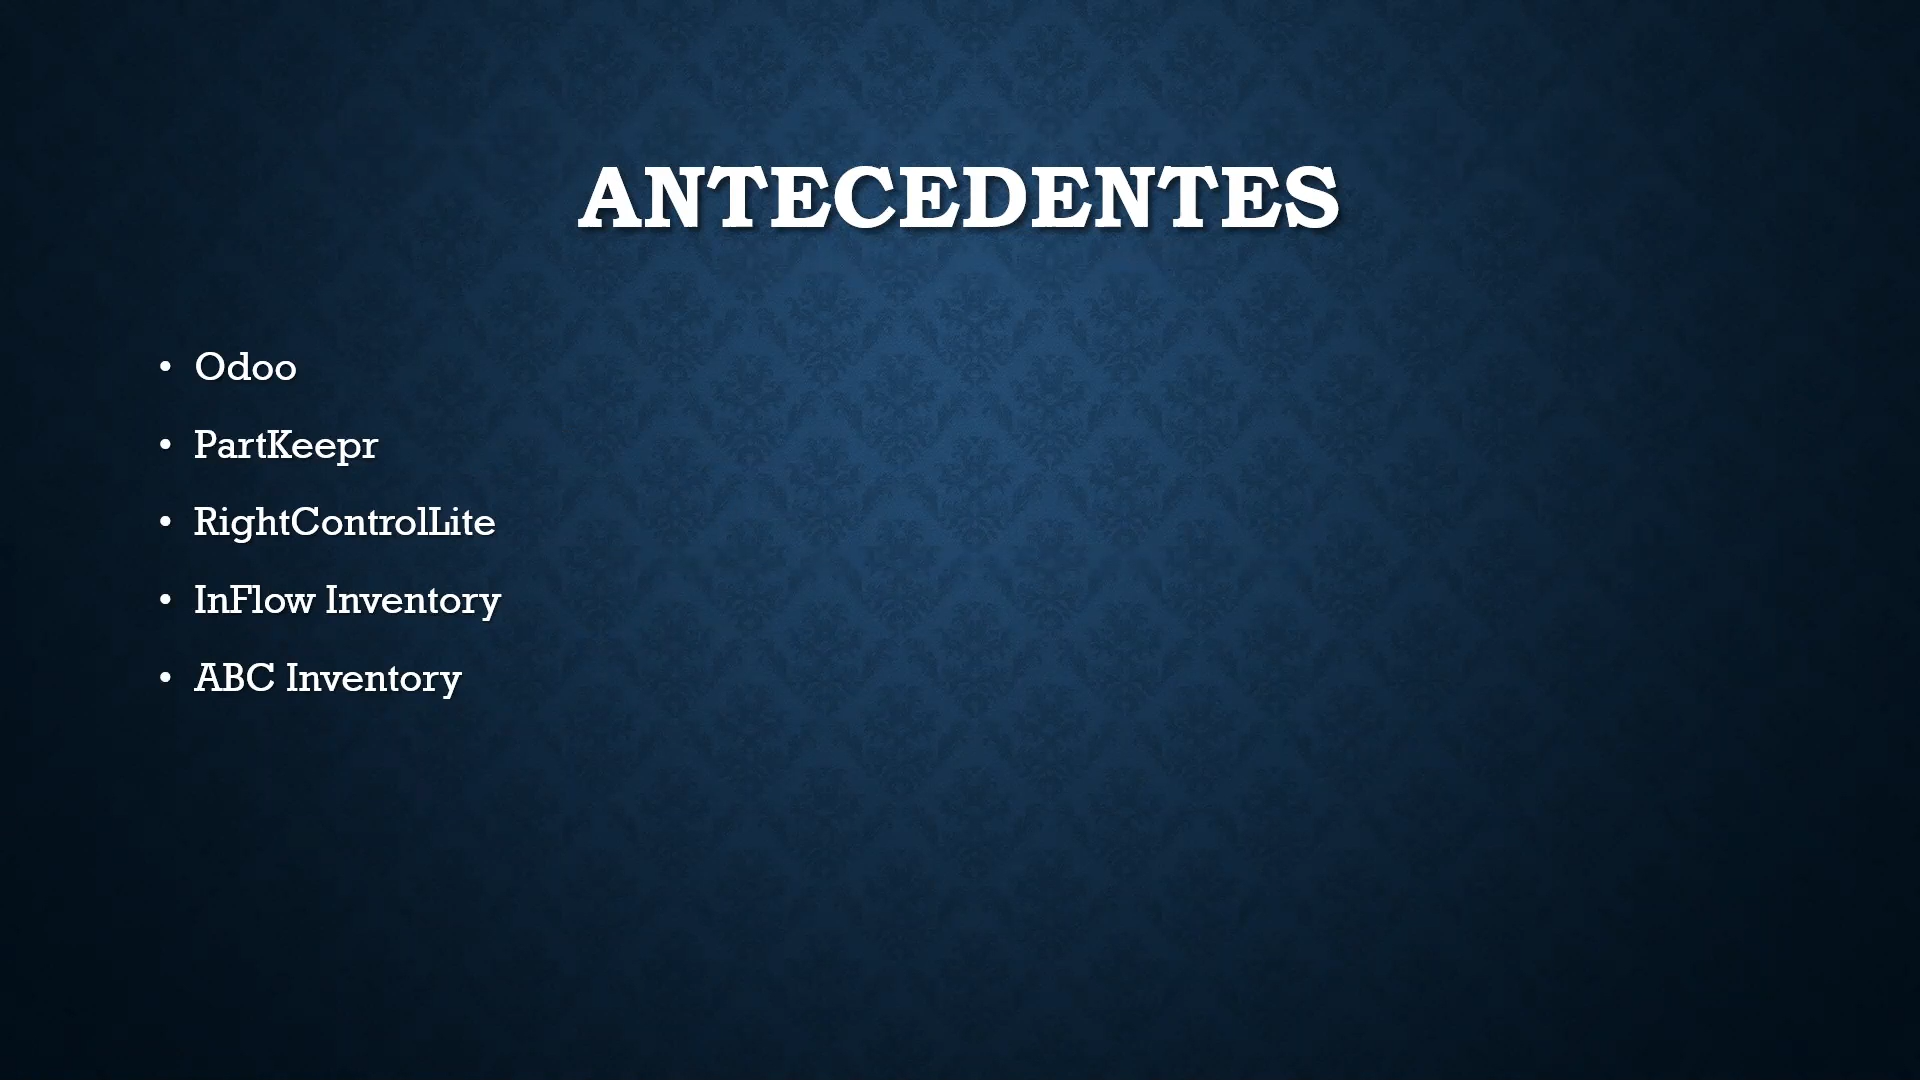 ANTECEDENTES
• Odoo
• PartKeepr
• RightControlLite
• InFlow Inventory
• ABC Inventory